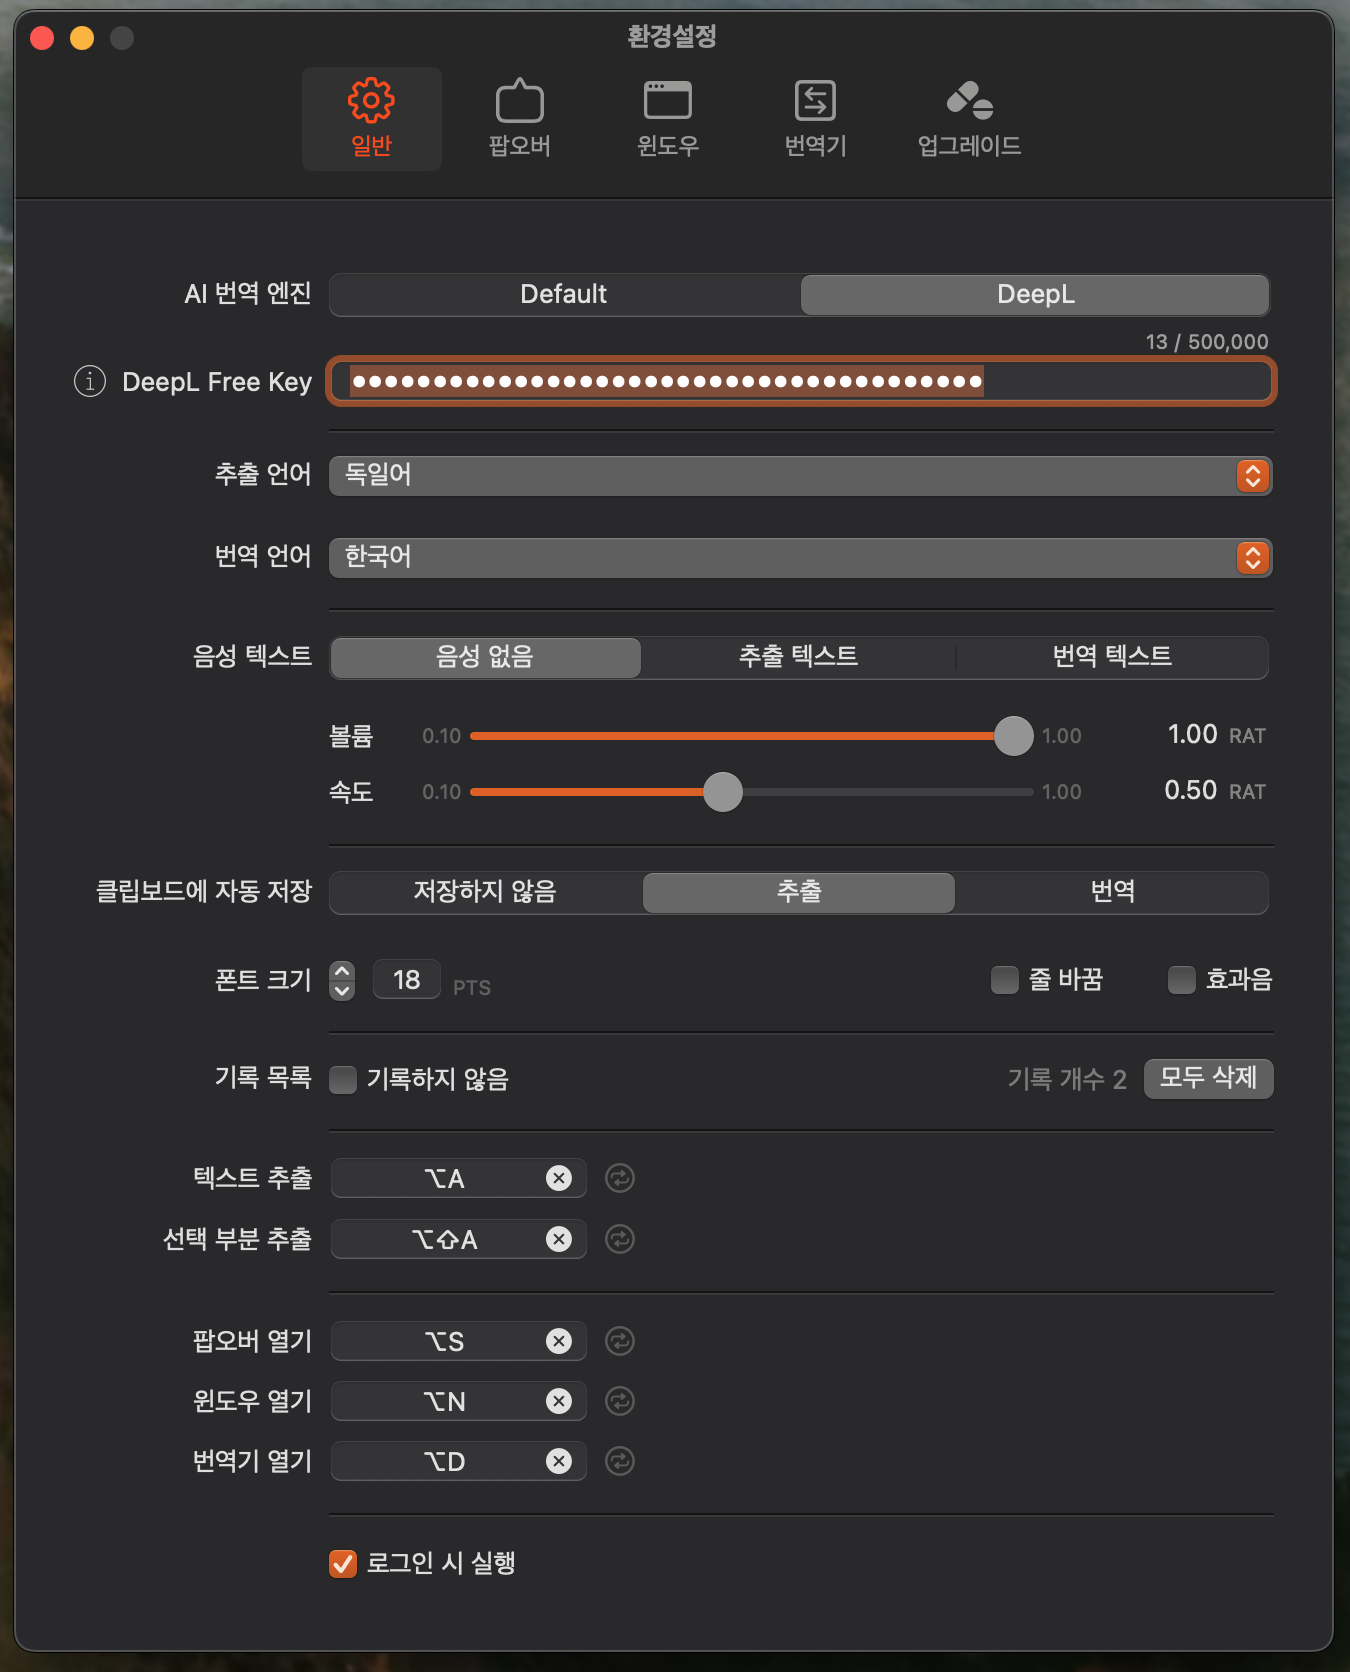 환경설정
일반 팝오버 윈도우 번역기 업그레이드
AI 번역 엔진 Default DeepL
13 / 500,000
DeepL Free Key ●●●●●●●●●●●●●●●●●●●●●●●●●●●●●●●●●●●●●●●
추출 언어 독일어
번역 언어 한국어
음성 텍스트 음성 없음 추출 텍스트 번역 텍스트
볼륨 0.10 1.00 1.00 RAT
속도 0.10 1.00 0.50 RAT
클립보드에 자동 저장 저장하지 않음 추출 번역
폰트 크기 18 PTS 줄 바꿈 효과음
기록 목록 기록하지 않음 기록 개수 2 모두 삭제
텍스트 추출 ⌥A
선택 부분 추출 ⌥⇧A
팝오버 열기 ⌥S
윈도우 열기 ⌥N
번역기 열기 ⌥D
로그인 시 실행